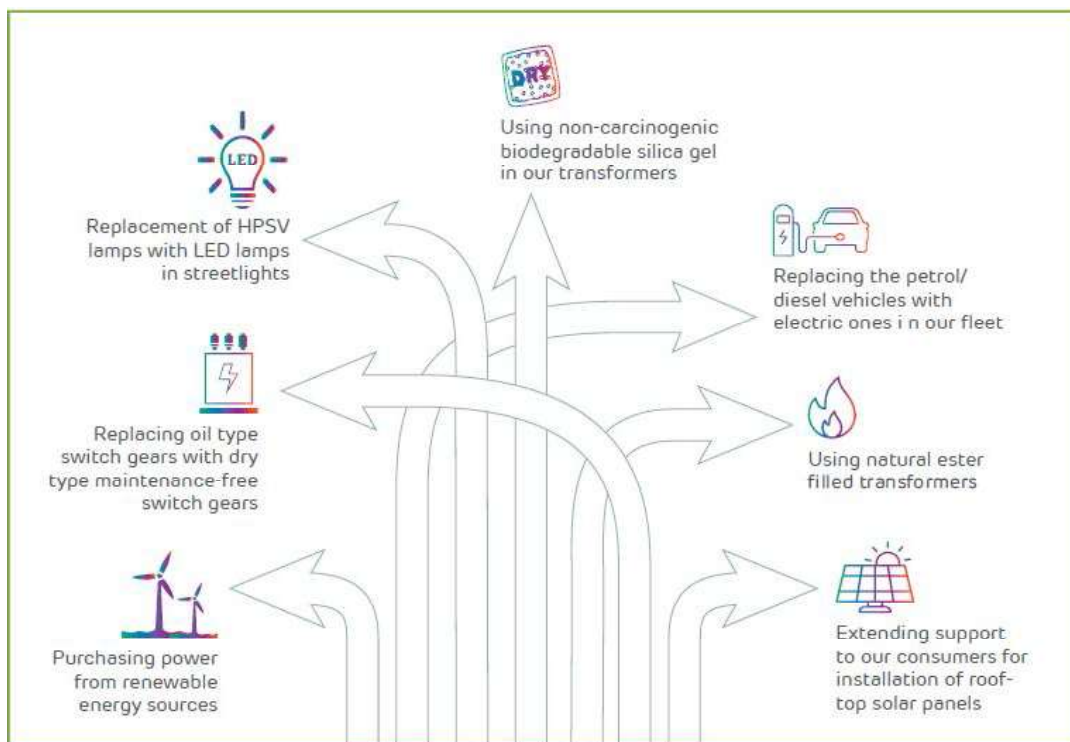 DRY
Using non-carcinogenic
biodegradable silica gel
in our transformers
LED
Replacement of HPSV
lamps with LED lamps
in streetlights
Replacing the petrol/
diesel vehicles with
electric ones i n our fleet
Replacing oil type
switch gears with dry
type maintenance-free
switch gears
Using natural ester
filled transformers
Purchasing power
from renewable
energy sources
Extending support
to our consumers for
installation of roof-
top solar panels